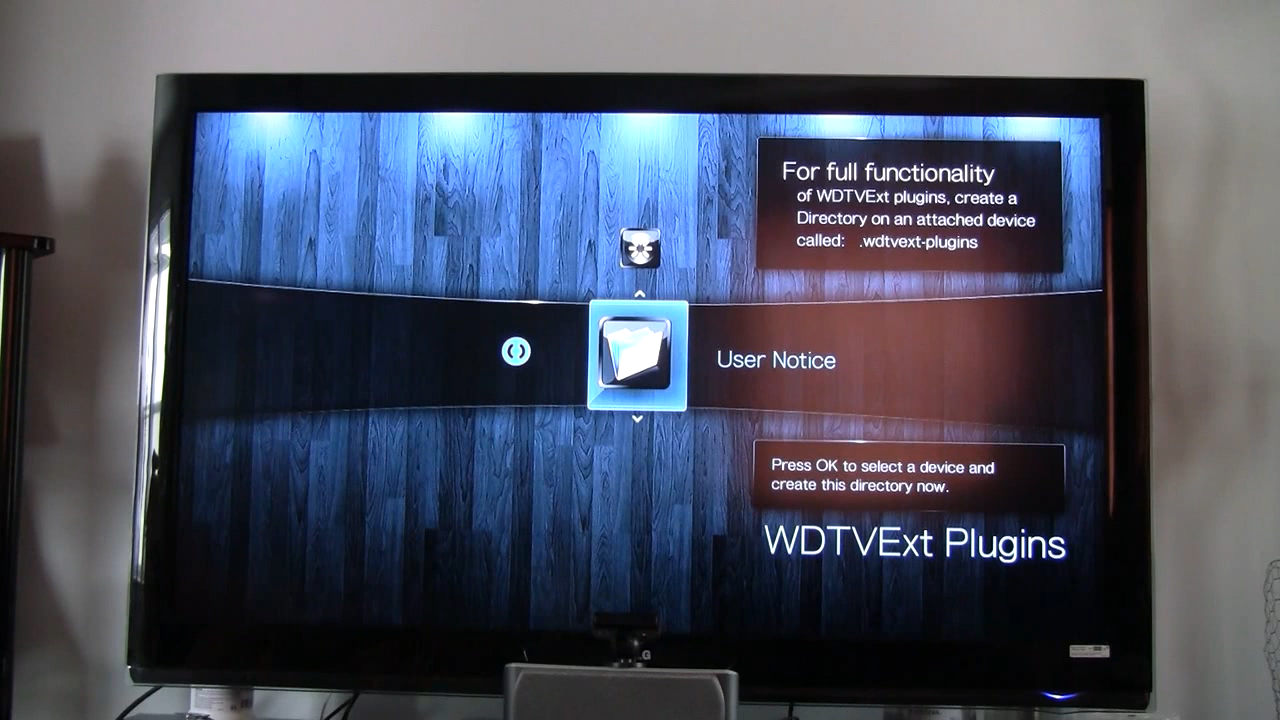 For full functionality
of WDTVExt plugins, create a
Directory on an attached device
called: .wdtvext-plugins
User Notice
Press OK to select a device and
create this directory now.
WDTVExt Plugins